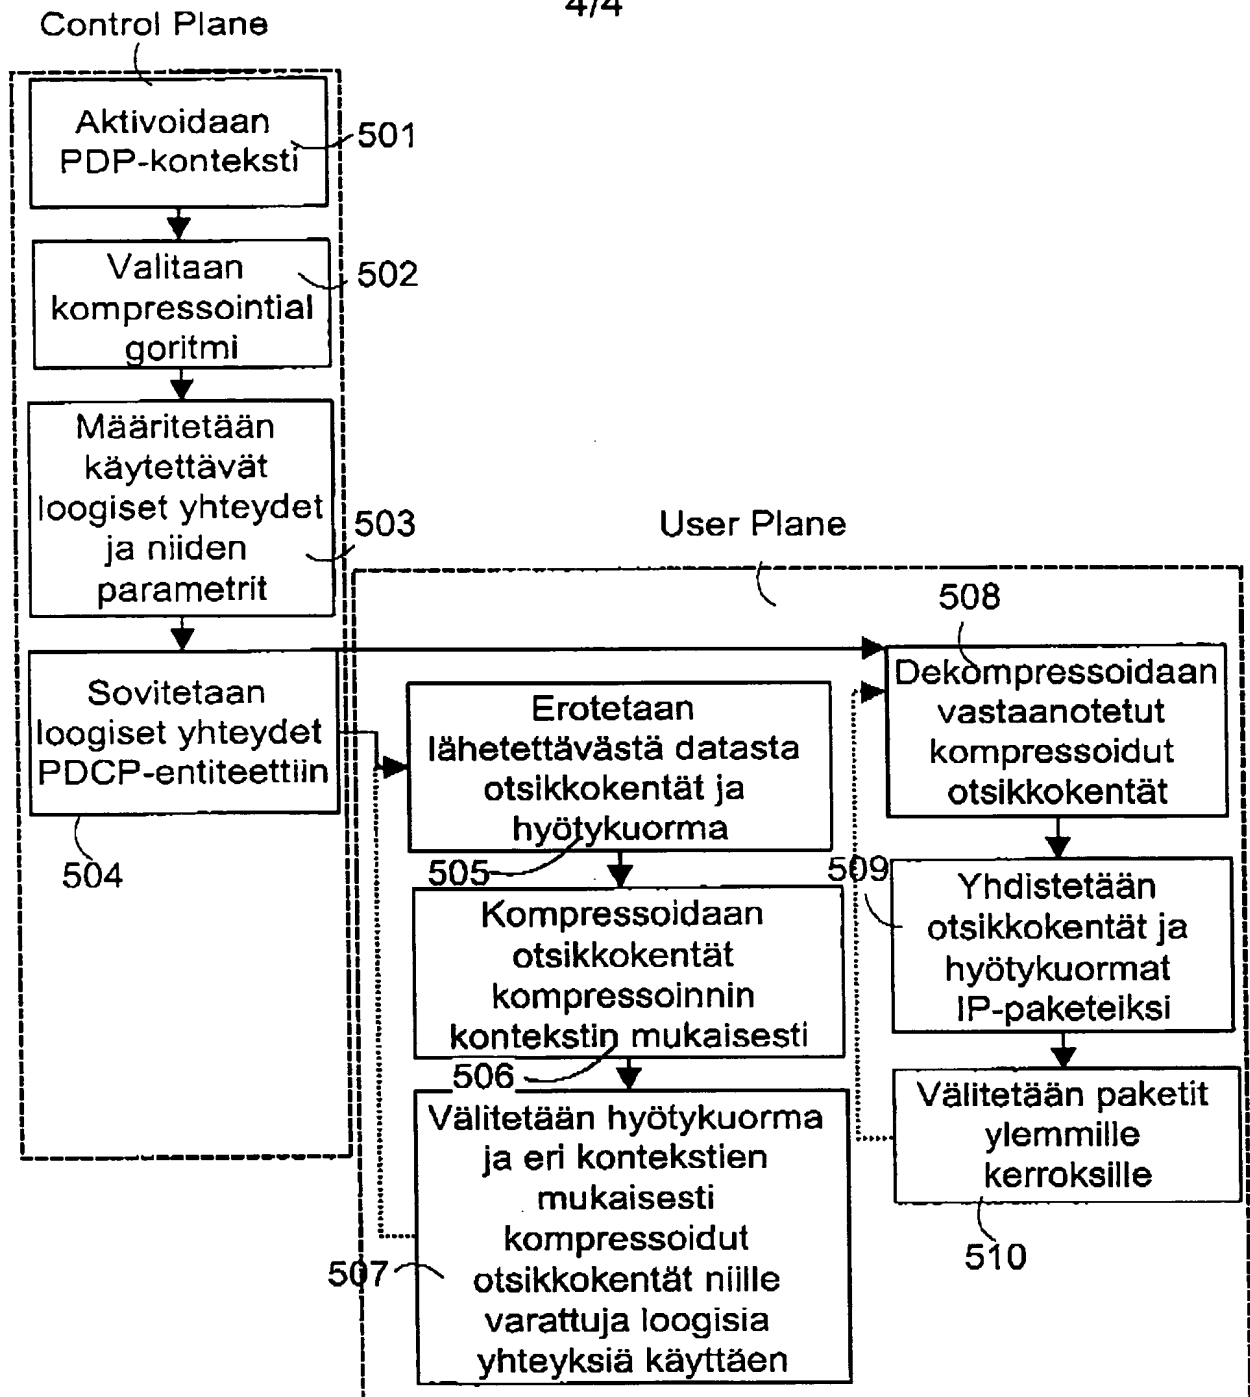 4/4
Control Plane
Aktivoidaan
PDP-konteksti
501
Valitaan
kompressointial
goritmi
502
Määritetään
käytettävät
loogiset yhteydet
ja niiden
parametrit
503
Sovitetaan
loogiset yhteydet
PDCP-entiteettiin
504
User Plane
Erotetaan
lähetettävästä datasta
otsikkokentät ja
hyötykuorma
505
Kompressoidaan
otsikkokentät
kompressoinnin
kontekstin mukaisesti
506
Välitetään hyötykuorma
ja eri kontekstien
mukaisesti
kompressoidut
otsikkokentät niille
varattuja loogisia
yhteyksiä käyttäen
507
508
Dekompressoidaan
vastaanotetut
kompressoidut
otsikkokentät
509
Yhdistetään
otsikkokentät ja
hyötykuormat
IP-paketeiksi
Välitetään paketit
ylemmille
kerroksille
510